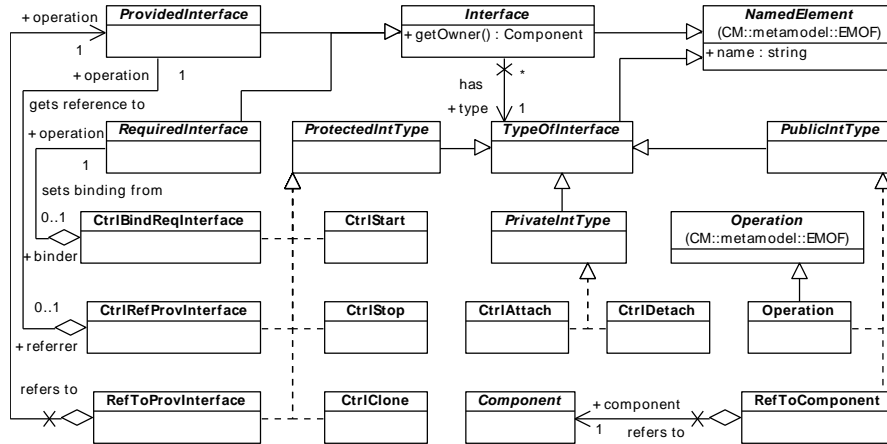 + operation
ProvidedInterface
Interface
NamedElement
(CM::metamodel::EMOF)
+ getOwner() : Component
+ name : string
1
+ operation
1
gets reference to
has
*
+ type
1
+ operation
RequiredInterface
ProtectedIntType
TypeOfInterface
PublicIntType
1
sets binding from
0..1
CtrlBindReqInterface
CtrlStart
PrivateIntType
Operation
(CM::metamodel::EMOF)
+ binder
0..1
CtrlRefProvInterface
CtrlStop
CtrlAttach
CtrlDetach
Operation
+ referrer
refers to
RefToProvInterface
CtrlClone
Component
+ component
RefToComponent
1
refers to